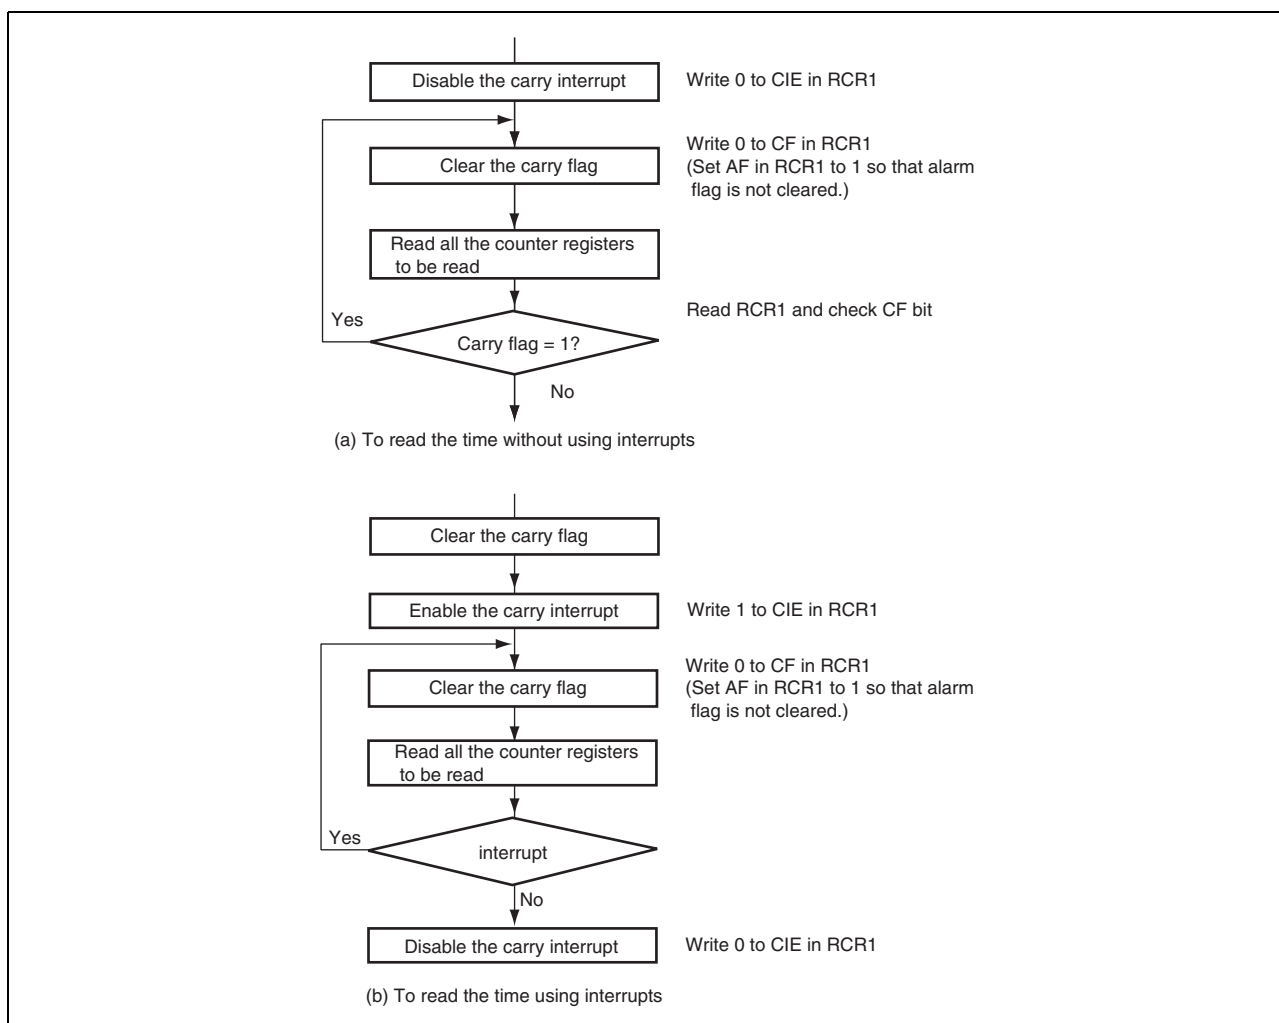 Disable the carry interrupt
Write 0 to CIE in RCR1
Write 0 to CF in RCR1
(Set AF in RCR1 to 1 so that alarm
flag is not cleared.)
Clear the carry flag
Read all the counter registers
to be read
Read RCR1 and check CF bit
Yes
Carry flag = 1?
No
(a) To read the time without using interrupts
Clear the carry flag
Enable the carry interrupt
Write 1 to CIE in RCR1
Write 0 to CF in RCR1
(Set AF in RCR1 to 1 so that alarm
flag is not cleared.)
Clear the carry flag
Read all the counter registers
to be read
Yes
interrupt
No
Disable the carry interrupt
Write 0 to CIE in RCR1
(b) To read the time using interrupts